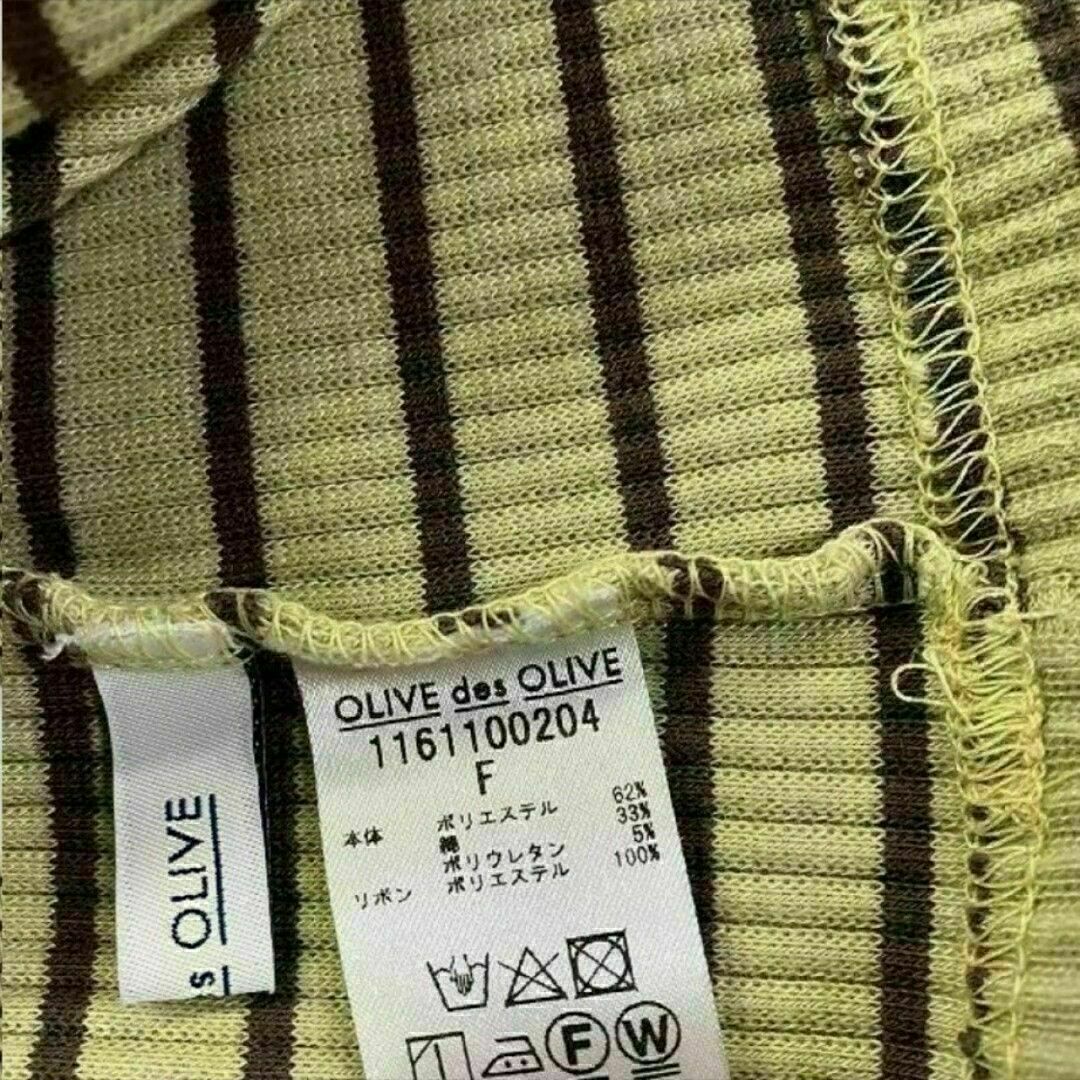 OLIVE des OLIVE
1161100204
F
本体 ポリエステル 62%
綿 33%
ポリウレタン 5%
リボン ポリエステル 100%
F W
s OLIVE